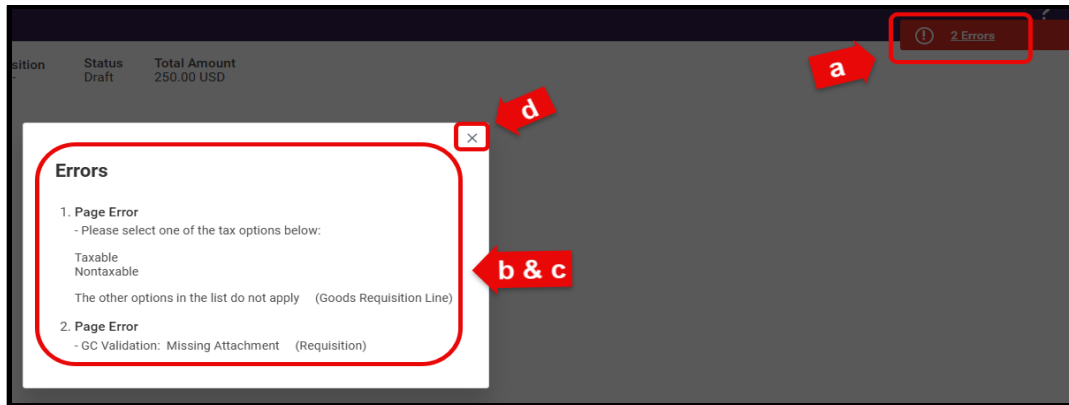 2 Errors
a
sition Status Total Amount
- Draft 250.00 USD
d
×
Errors
1. Page Error
- Please select one of the tax options below:
Taxable
Nontaxable
b & c
The other options in the list do not apply (Goods Requisition Line)
2. Page Error
- GC Validation: Missing Attachment (Requisition)